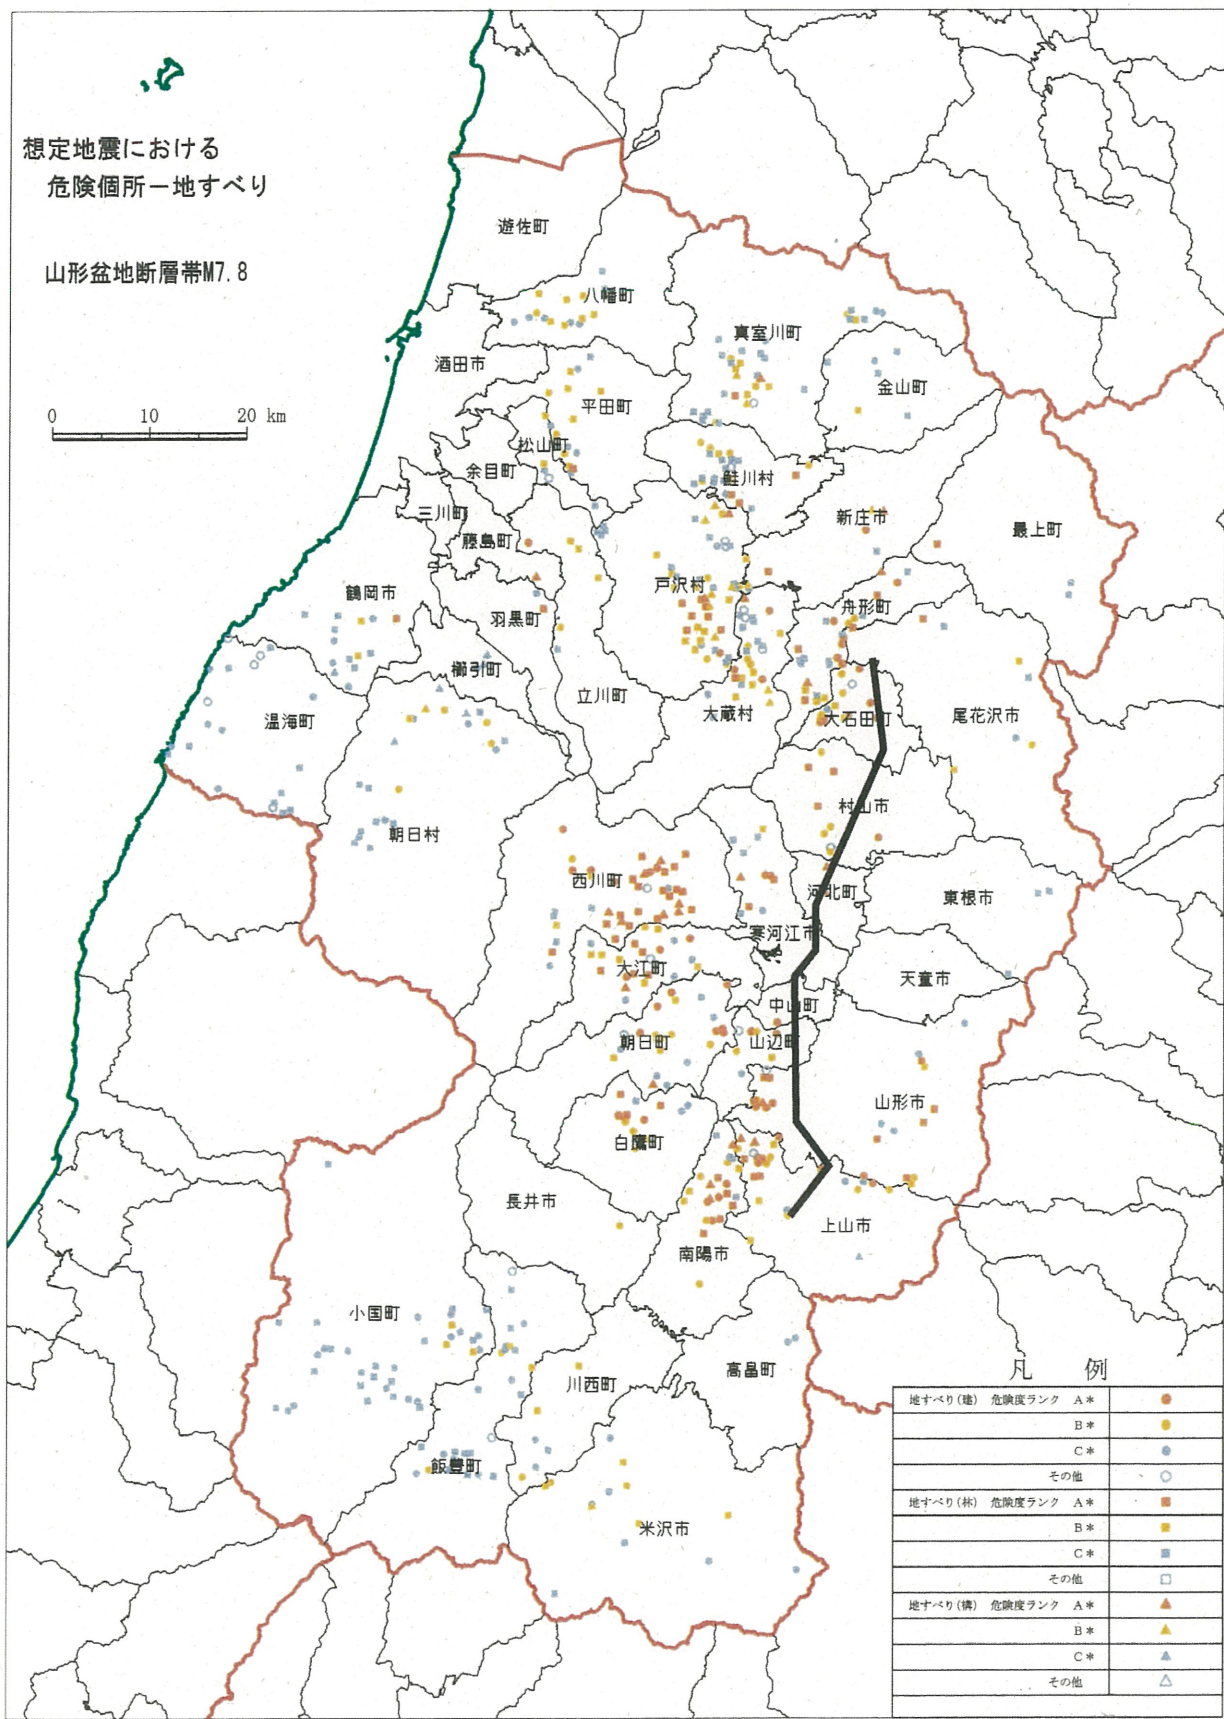 想定地震における
危険個所－地すべり
山形盆地断層帯M7.8
0 10 20 km
遊佐町
八幡町
真室川町
酒田市
金山町
平田町
松山町
鮭川村
余目町
三川町
新庄市
最上町
藤島町
戸沢村
鶴岡市
舟形町
羽黒町
櫛引町
立川町
大蔵村
大石田町
尾花沢市
温海町
村山市
朝日村
西川町
河北町
東根市
寒河江市
大江町
天童市
中山町
朝日町
山辺町
山形市
白鷹町
長井市
上山市
南陽市
小国町
高畠町
川西町
飯豊町
米沢市
凡 例
地すべり(建) 危険度ランク A*
B*
C*
その他
地すべり(林) 危険度ランク A*
B*
C*
その他
地すべり(構) 危険度ランク A*
B*
C*
その他